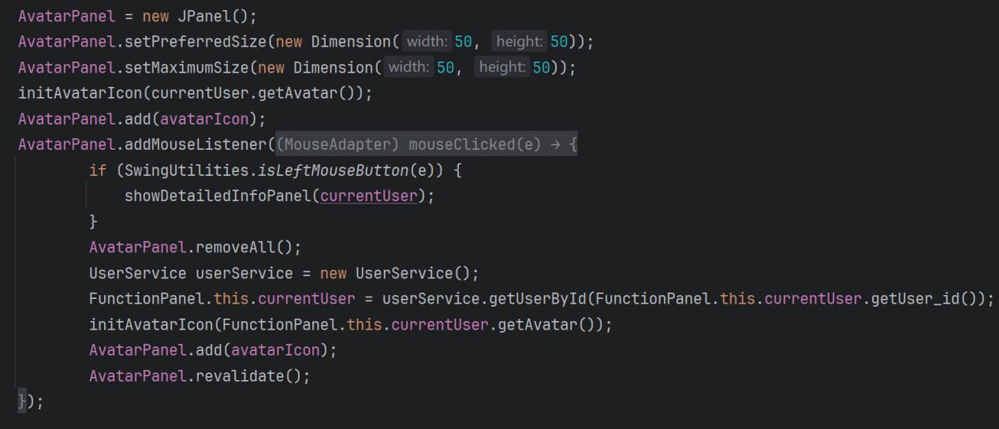 AvatarPanel = new JPanel();
AvatarPanel.setPreferredSize(new Dimension( width: 50, height: 50));
AvatarPanel.setMaximumSize(new Dimension( width: 50, height: 50));
initAvatarIcon(currentUser.getAvatar());
AvatarPanel.add(avatarIcon);
AvatarPanel.addMouseListener((MouseAdapter) mouseClicked(e) → {
if (SwingUtilities.isLeftMouseButton(e)) {
showDetailedInfoPanel(currentUser);
}
AvatarPanel.removeAll();
UserService userService = new UserService();
FunctionPanel.this.currentUser = userService.getUserById(FunctionPanel.this.currentUser.getUser_id());
initAvatarIcon(FunctionPanel.this.currentUser.getAvatar());
AvatarPanel.add(avatarIcon);
AvatarPanel.revalidate();
});